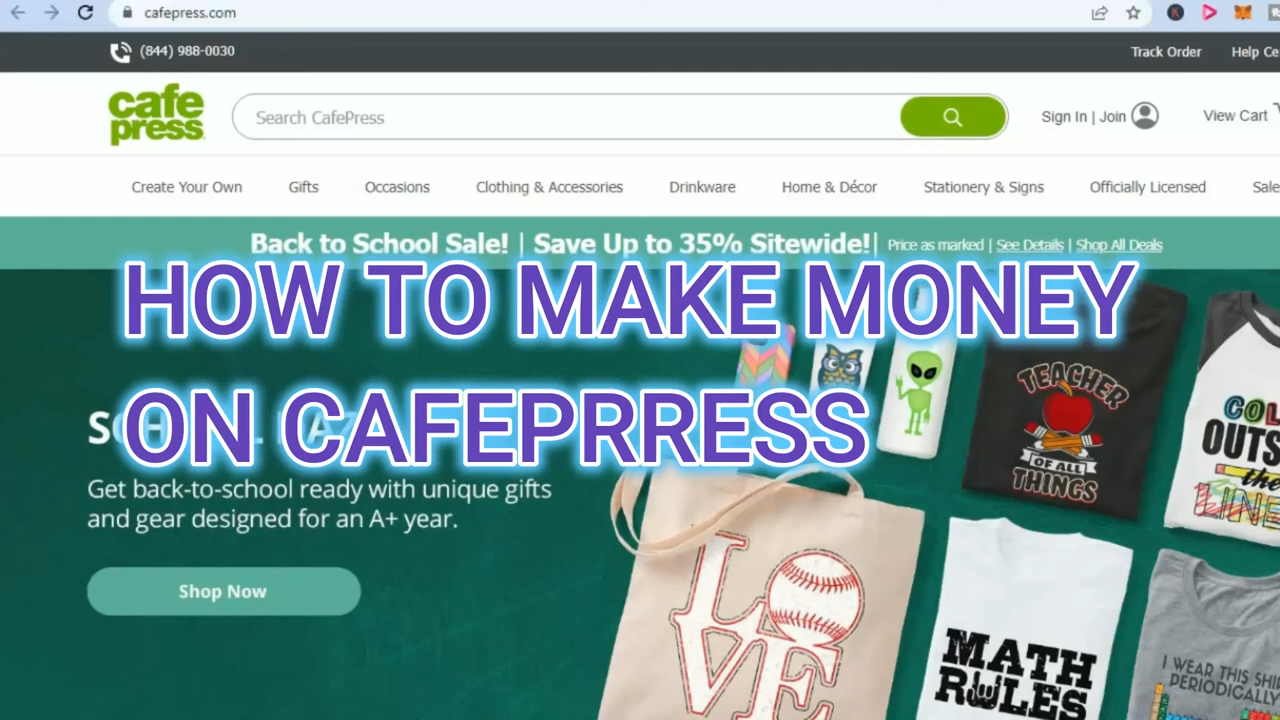 cafepress.com
(844) 988-0030
Track Order
Help Ce
cafe
press
Search CafePress
Sign In | Join
View Cart
Create Your Own
Gifts
Occasions
Clothing & Accessories
Drinkware
Home & Décor
Stationery & Signs
Officially Licensed
Sale
Back to School Sale! | Save Up to 35% Sitewide!| Price as marked | See Details | Shop All Deals
HOW TO MAKE MONEY
ON CAFEPRRESS
Get back-to-school ready with unique gifts
and gear designed for an A+ year.
Shop Now
TEACHER
OF ALL
THINGS
COL
OUTS
the
LINE
LOVE
MATH
RULES
I WEAR THIS SHI
PERIODICALLY